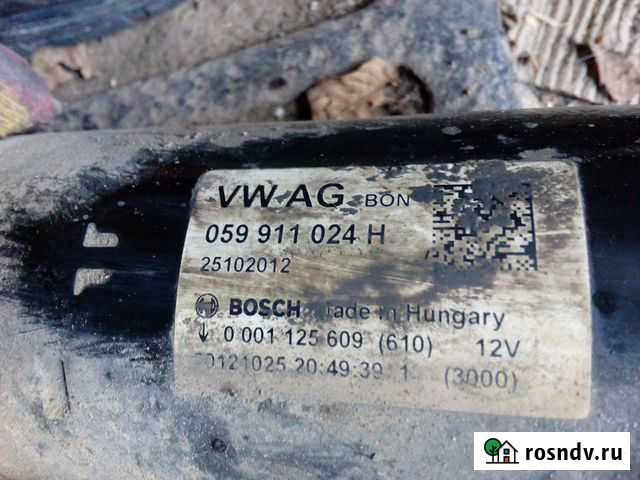 VW AG BON
059 911 024 H
25102012
BOSCH Made in Hungary
0 001 125 609 (610) 12V
20121025 20:49:39 1 (3000)
rosndv.ru